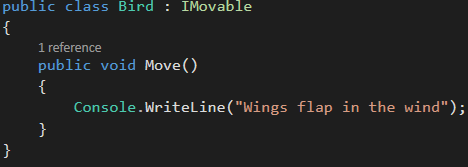 public class Bird : IMovable
{
1 reference
public void Move()
{
Console.WriteLine("Wings flap in the wind");
}
}